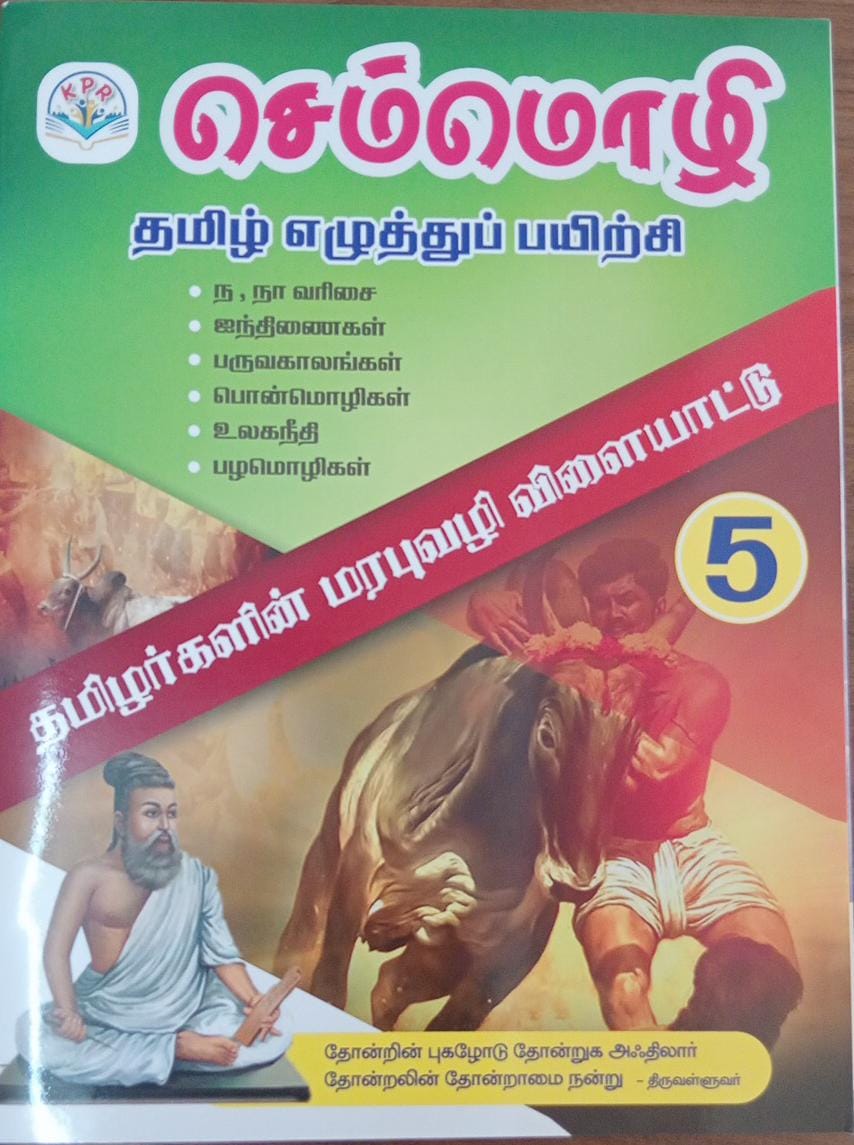 KPR
செம்மொழி
தமிழ் எழுத்துப் பயிற்சி
• ந , நா வரிசை
• ஐந்திணைகள்
• பருவகாலங்கள்
• பொன்மொழிகள்
• உலகநீதி
• பழமொழிகள்
தமிழர்களின் மரபுவழி விளையாட்டு
5
தோன்றின் புகழோடு தோன்றுக அஃதிலார்
தோன்றலின் தோன்றாமை நன்று - திருவள்ளுவர்